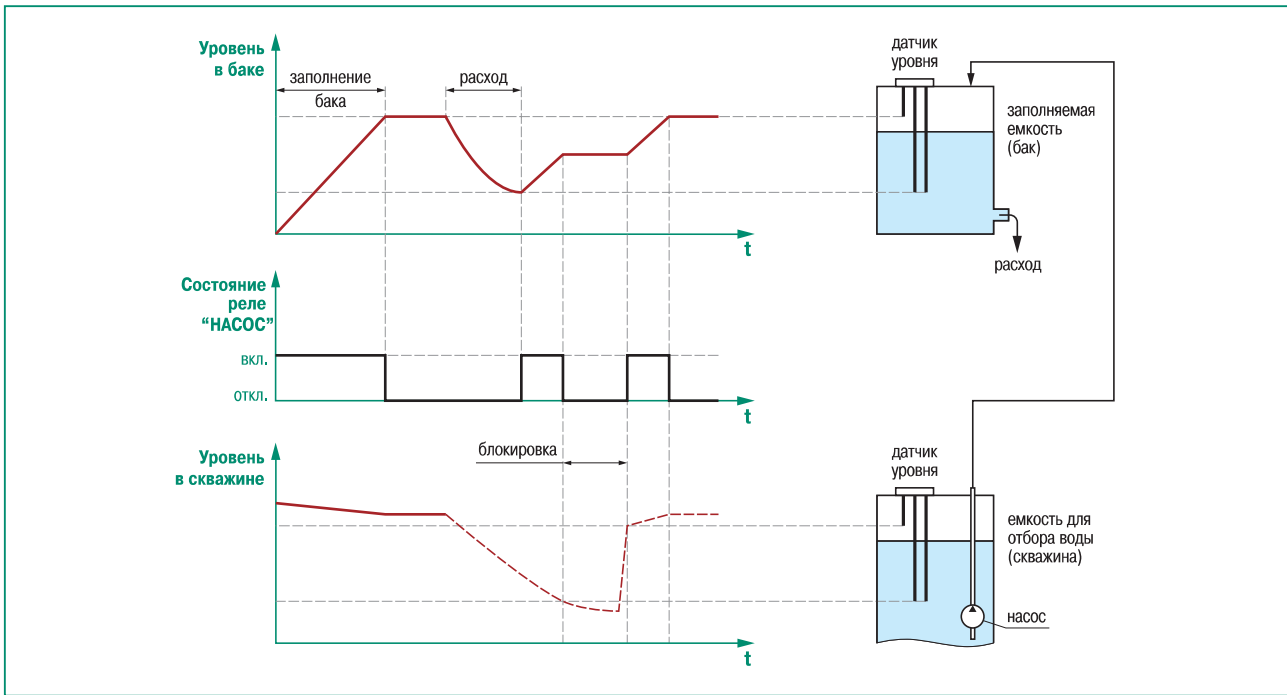 Уровень
в баке
заполнение
бака
расход
t
датчик
уровня
заполняемая
емкость
(бак)
расход
Состояние
реле
“НАСОС”
вкл.
откл.
t
Уровень
в скважине
блокировка
t
датчик
уровня
емкость для
отбора воды
(скважина)
насос